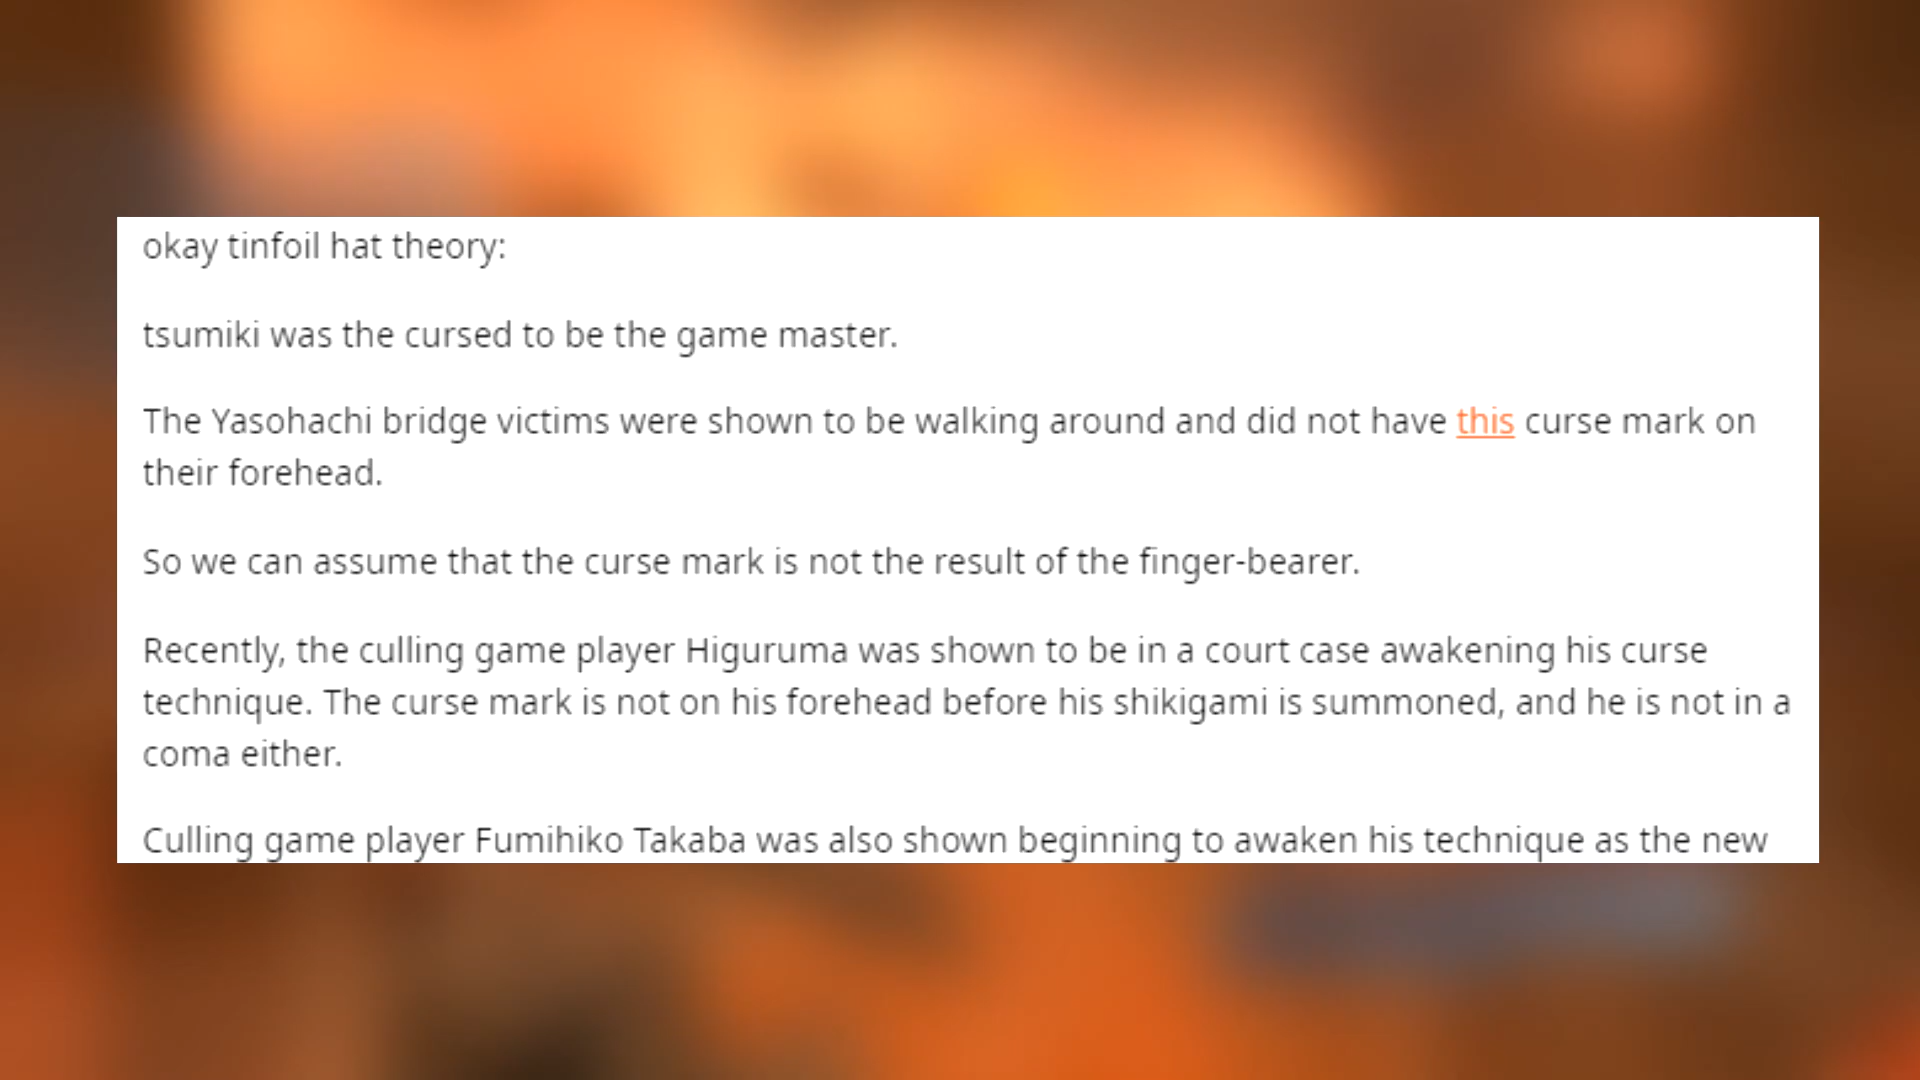 okay tinfoil hat theory:
tsumiki was the cursed to be the game master.
The Yasohachi bridge victims were shown to be walking around and did not have this curse mark on
their forehead.
So we can assume that the curse mark is not the result of the finger-bearer.
Recently, the culling game player Higuruma was shown to be in a court case awakening his curse
technique. The curse mark is not on his forehead before his shikigami is summoned, and he is not in a
coma either.
Culling game player Fumihiko Takaba was also shown beginning to awaken his technique as the new